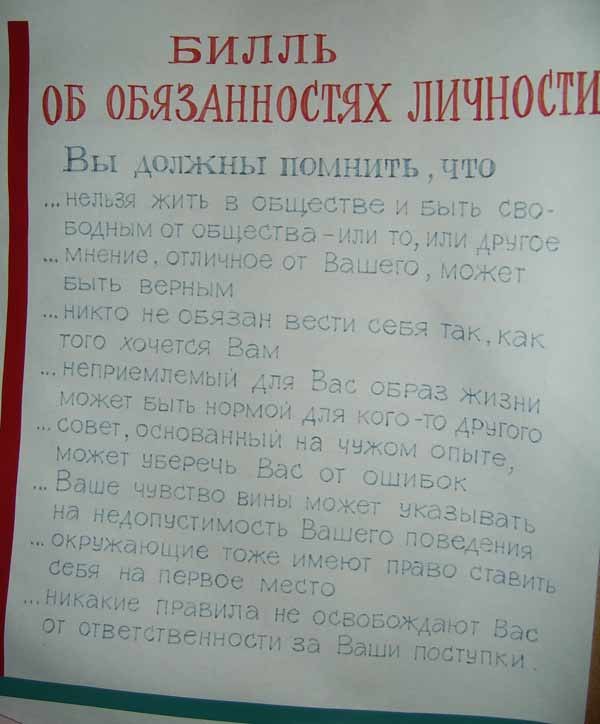 БИЛЛЬ
ОБ ОБЯЗАННОСТЯХ ЛИЧНОСТИ
Вы должны помнить, что
...нельзя жить в обществе и быть сво-
бодным от общества – или то, или другое
...мнение, отличное от Вашего, может
быть верным
...никто не обязан вести себя так, как
того хочется Вам
...неприемлемый для Вас образ жизни
может быть нормой для кого-то другого
...совет, основанный на чужом опыте,
может уберечь Вас от ошибок
...Ваше чувство вины может указывать
на недопустимость Вашего поведения
...окружающие тоже имеют право ставить
себя на первое место
...никакие правила не освобождают Вас
от ответственности за Ваши поступки.